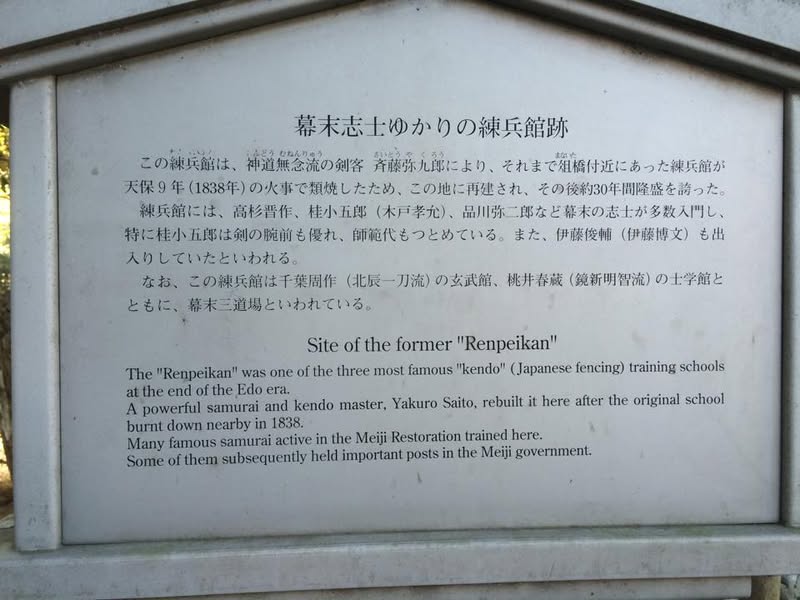 幕末志士ゆかりの練兵館跡
この練兵館は、神道無念流の剣客 斉藤弥九郎により、それまで俎橋付近にあった練兵館が
天保9年(1838年)の火事で類焼したため、この地に再建され、その後約30年間隆盛を誇った。
練兵館には、高杉晋作、桂小五郎(木戸孝允)、品川弥二郎など幕末の志士が多数入門し、
特に桂小五郎は剣の腕前も優れ、師範代もつとめている。また、伊藤俊輔(伊藤博文)も出
入りしていたといわれる。
なお、この練兵館は千葉周作(北辰一刀流)の玄武館、桃井春蔵(鏡新明智流)の士学館と
ともに、幕末三道場といわれている。
Site of the former "Renpeikan"
The "Renpeikan" was one of the three most famous "kendo" (Japanese fencing) training schools
at the end of the Edo era.
A powerful samurai and kendo master, Yakuro Saito, rebuilt it here after the original school
burnt down nearby in 1838.
Many famous samurai active in the Meiji Restoration trained here.
Some of them subsequently held important posts in the Meiji government.